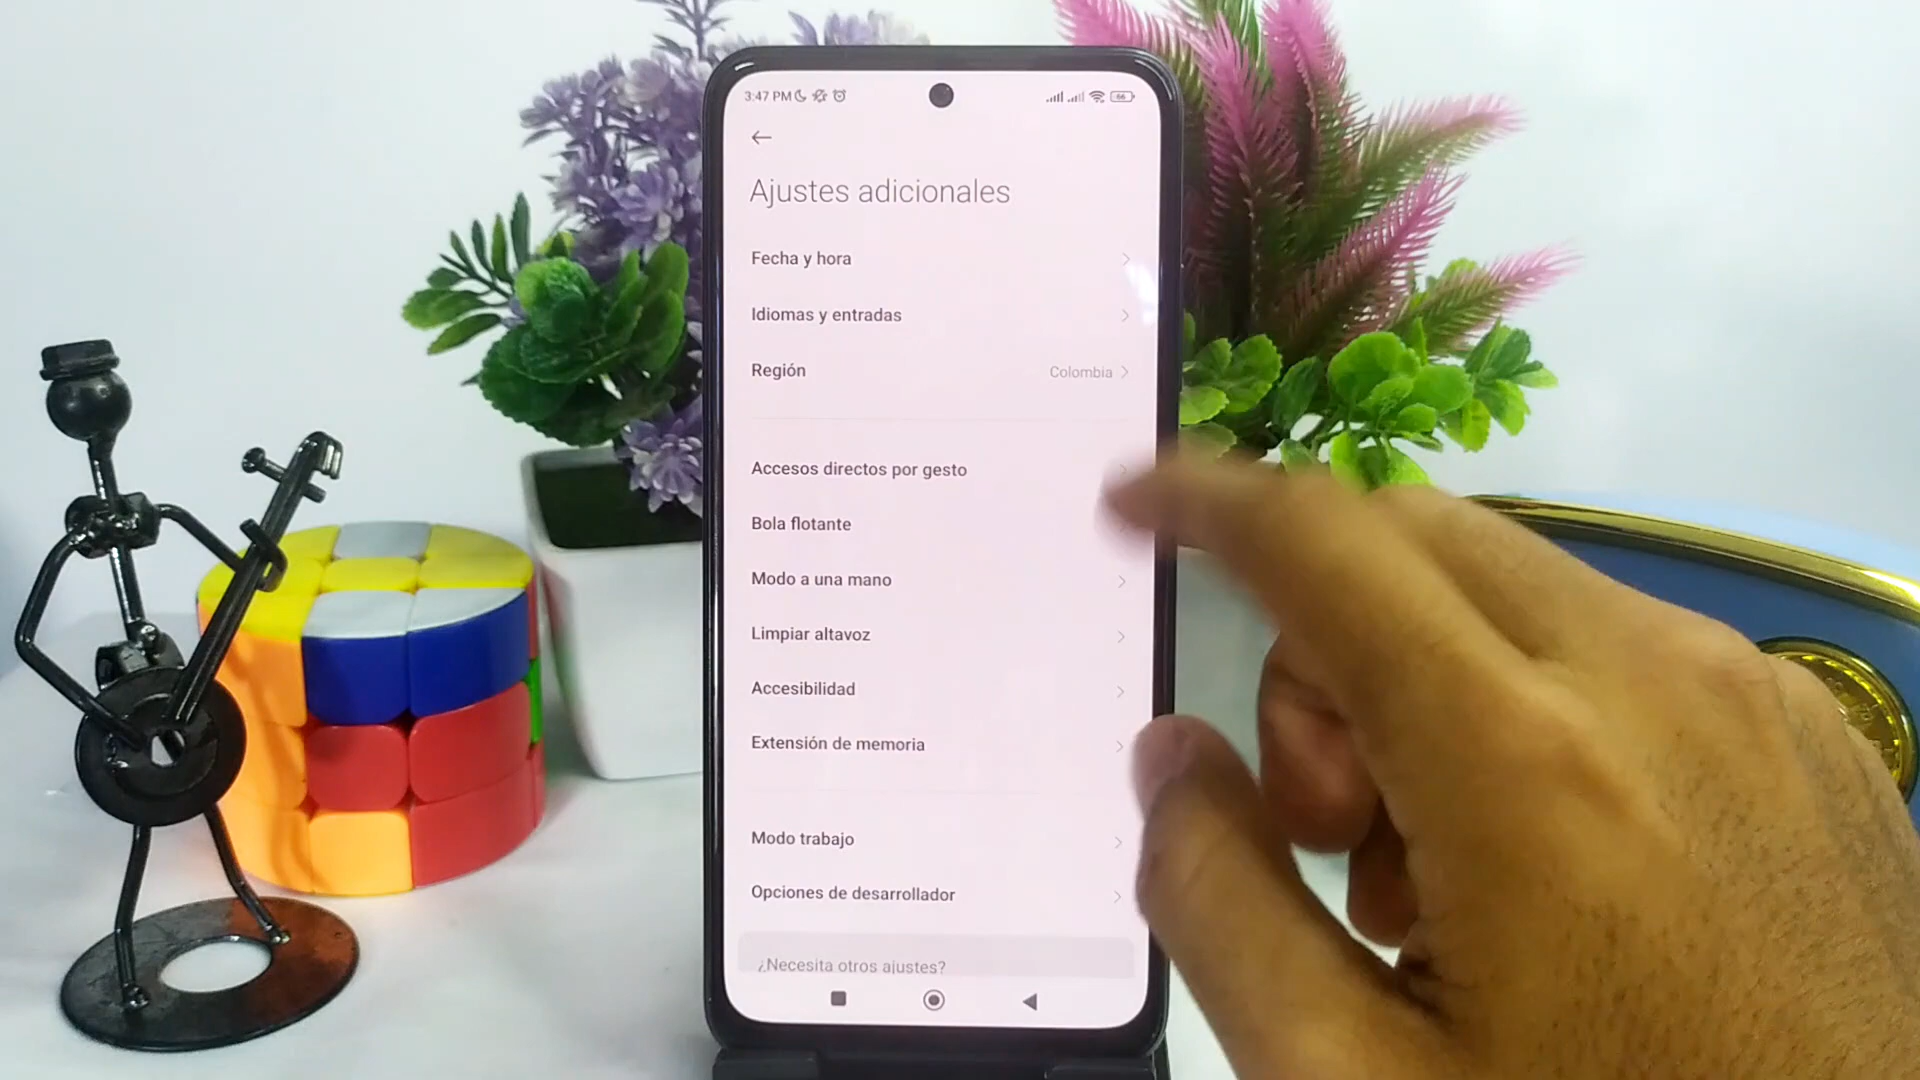 3:47 PM
66
Ajustes adicionales
Fecha y hora
Idiomas y entradas
Región Colombia
Accesos directos por gesto
Bola flotante
Modo a una mano
Limpiar altavoz
Accesibilidad
Extensión de memoria
Modo trabajo
Opciones de desarrollador
¿Necesita otros ajustes?